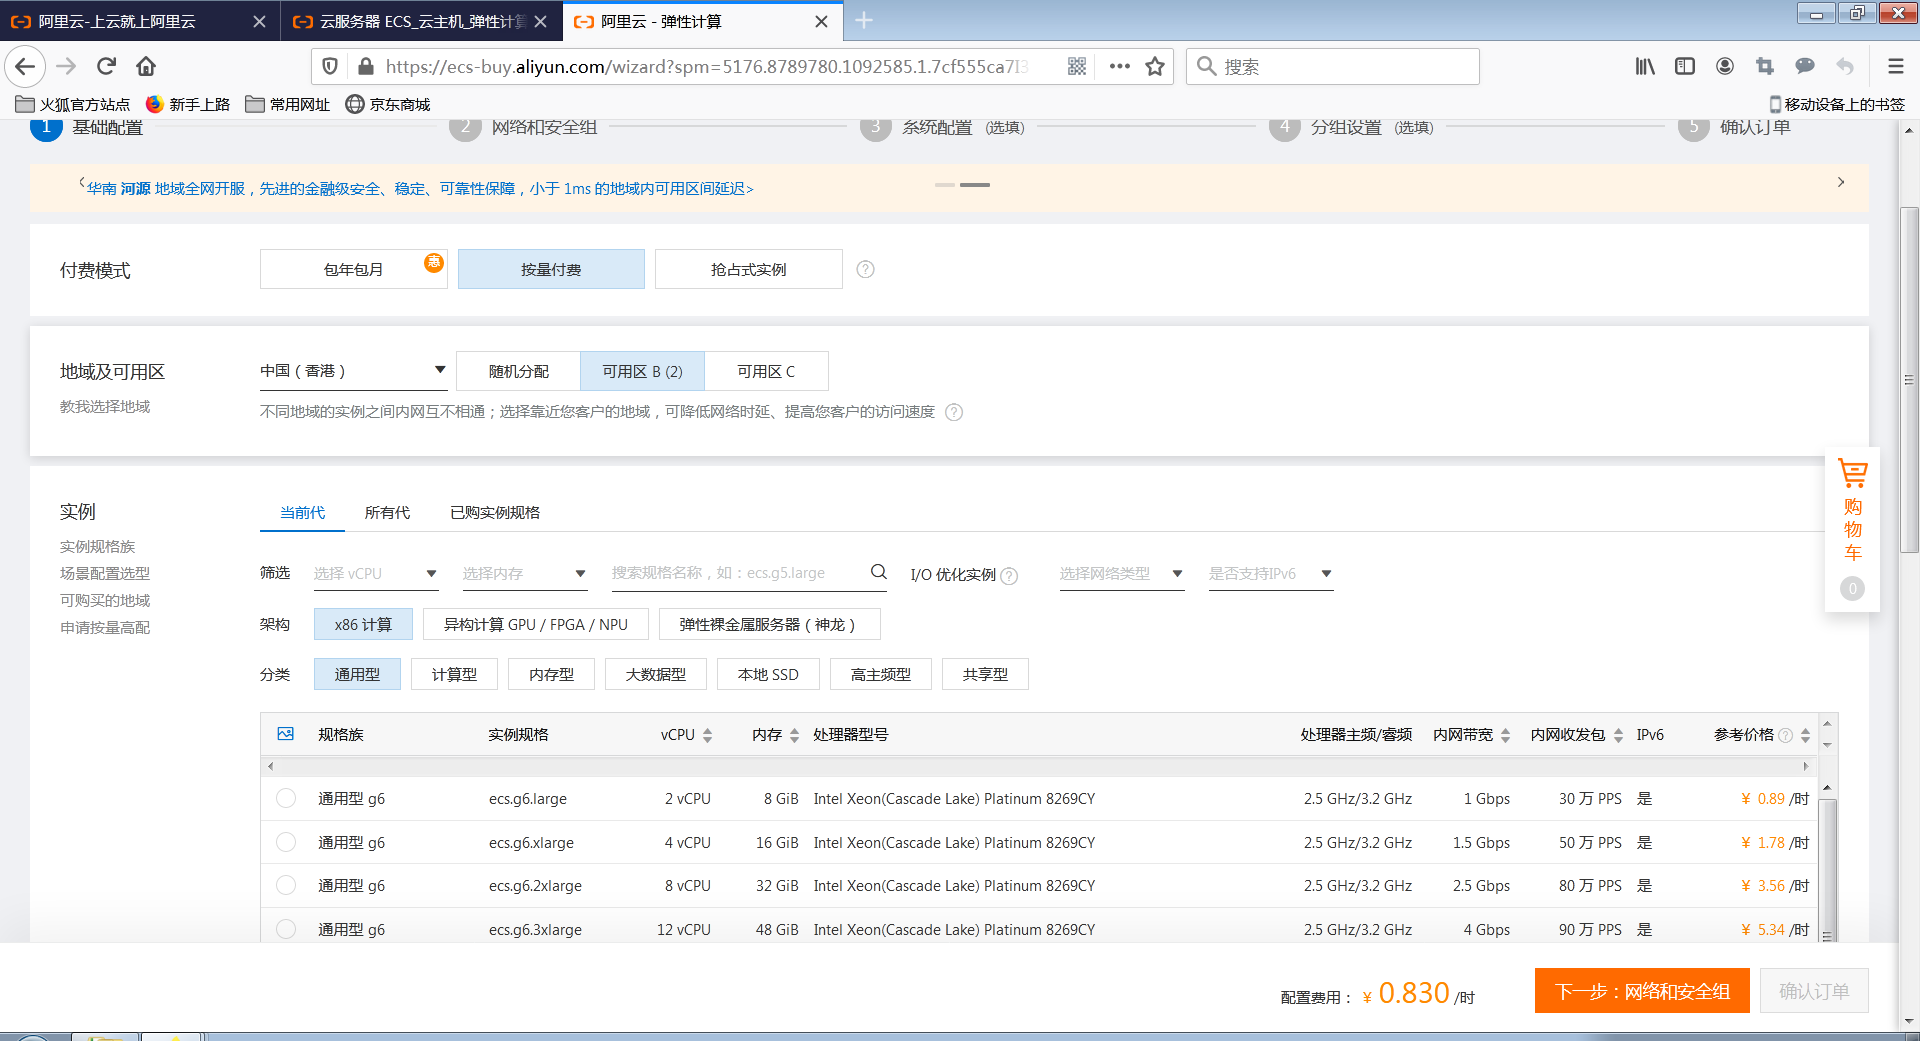 阿里云-上云就上阿里云
云服务器 ECS_云主机_弹性计算
阿里云 - 弹性计算
https://ecs-buy.aliyun.com/wizard?spm=5176.8789780.1092585.1.7cf555ca7I3
搜索
火狐官方站点 新手上路 常用网址 京东商城 移动设备上的书签
1 基础配置 2 网络和安全组 3 系统配置 (选填) 4 分组设置 (选填) 5 确认订单
华南 河源 地域全网开服，先进的金融级安全、稳定、可靠性保障，小于 1ms 的地域内可用区间延迟>
付费模式 包年包月 惠 按量付费 抢占式实例 ?
地域及可用区 中国（香港） 随机分配 可用区 B (2) 可用区 C
教我选择地域 不同地域的实例之间内网互不相通；选择靠近您客户的地域，可降低网络时延、提高您客户的访问速度 ?
购物车
0
实例 当前代 所有代 已购实例规格
实例规格族
场景配置选型
可购买的地域
申请按量高配
筛选 选择 vCPU 选择内存 搜索规格名称，如：ecs.g5.large I/O 优化实例 ? 选择网络类型 是否支持IPv6
架构 x86 计算 异构计算 GPU / FPGA / NPU 弹性裸金属服务器（神龙）
分类 通用型 计算型 内存型 大数据型 本地 SSD 高主频型 共享型
规格族 实例规格 vCPU 内存 处理器型号 处理器主频/睿频 内网带宽 内网收发包 IPv6 参考价格 ?
通用型 g6 ecs.g6.large 2 vCPU 8 GiB Intel Xeon(Cascade Lake) Platinum 8269CY 2.5 GHz/3.2 GHz 1 Gbps 30 万 PPS 是 ¥ 0.89 /时
通用型 g6 ecs.g6.xlarge 4 vCPU 16 GiB Intel Xeon(Cascade Lake) Platinum 8269CY 2.5 GHz/3.2 GHz 1.5 Gbps 50 万 PPS 是 ¥ 1.78 /时
通用型 g6 ecs.g6.2xlarge 8 vCPU 32 GiB Intel Xeon(Cascade Lake) Platinum 8269CY 2.5 GHz/3.2 GHz 2.5 Gbps 80 万 PPS 是 ¥ 3.56 /时
通用型 g6 ecs.g6.3xlarge 12 vCPU 48 GiB Intel Xeon(Cascade Lake) Platinum 8269CY 2.5 GHz/3.2 GHz 4 Gbps 90 万 PPS 是 ¥ 5.34 /时
配置费用： ¥ 0.830 /时 下一步：网络和安全组 确认订单